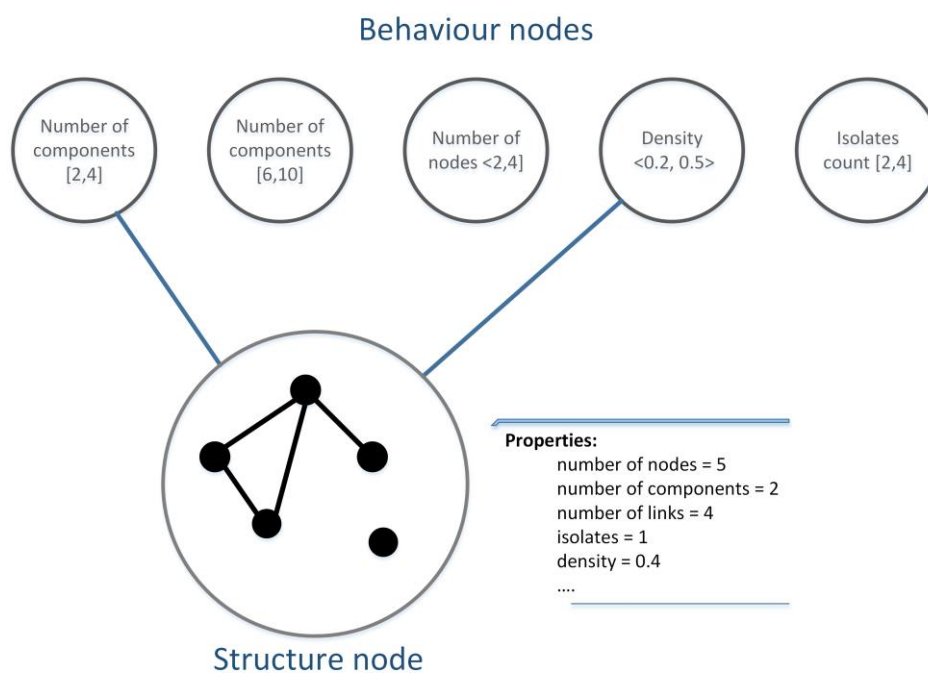 Behaviour nodes
Number of
components
[2,4]
Number of
components
[6,10]
Number of
nodes <2,4]
Density
<0.2, 0.5>
Isolates
count [2,4]
Properties:
number of nodes = 5
number of components = 2
number of links = 4
isolates = 1
density = 0.4
....
Structure node